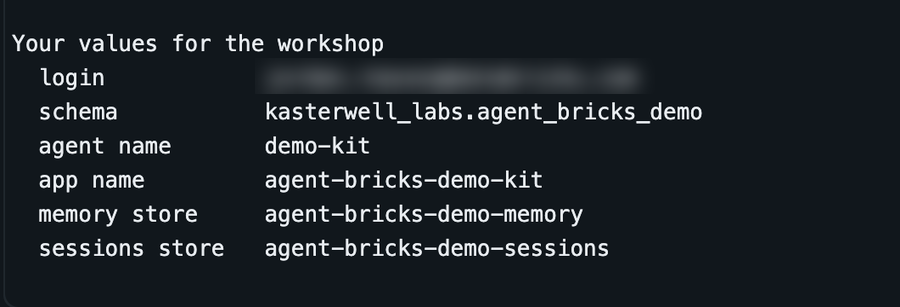 Your values for the workshop
login
schema kasterwell_labs.agent_bricks_demo
agent name demo-kit
app name agent-bricks-demo-kit
memory store agent-bricks-demo-memory
sessions store agent-bricks-demo-sessions